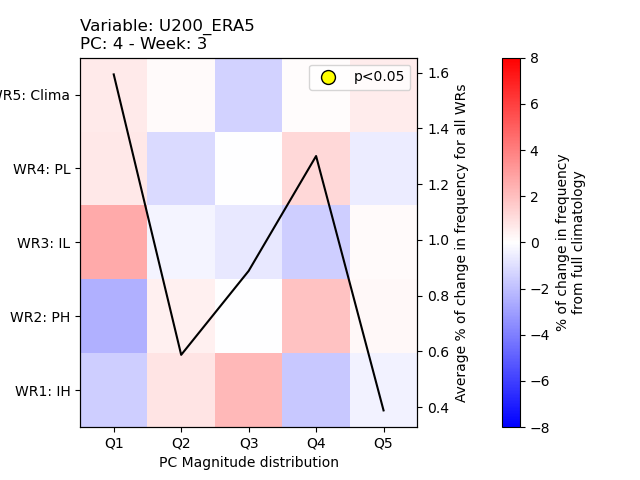 Variable: U200_ERA5
PC: 4 - Week: 3
p<0.05
WR5: Clima
WR4: PL
WR3: IL
WR2: PH
WR1: IH
Q1 Q2 Q3 Q4 Q5
PC Magnitude distribution
1.6
1.4
1.2
1.0
0.8
0.6
0.4
Average % of change in frequency for all WRs
8
6
4
2
0
−2
−4
−6
−8
% of change in frequency
from full climatology